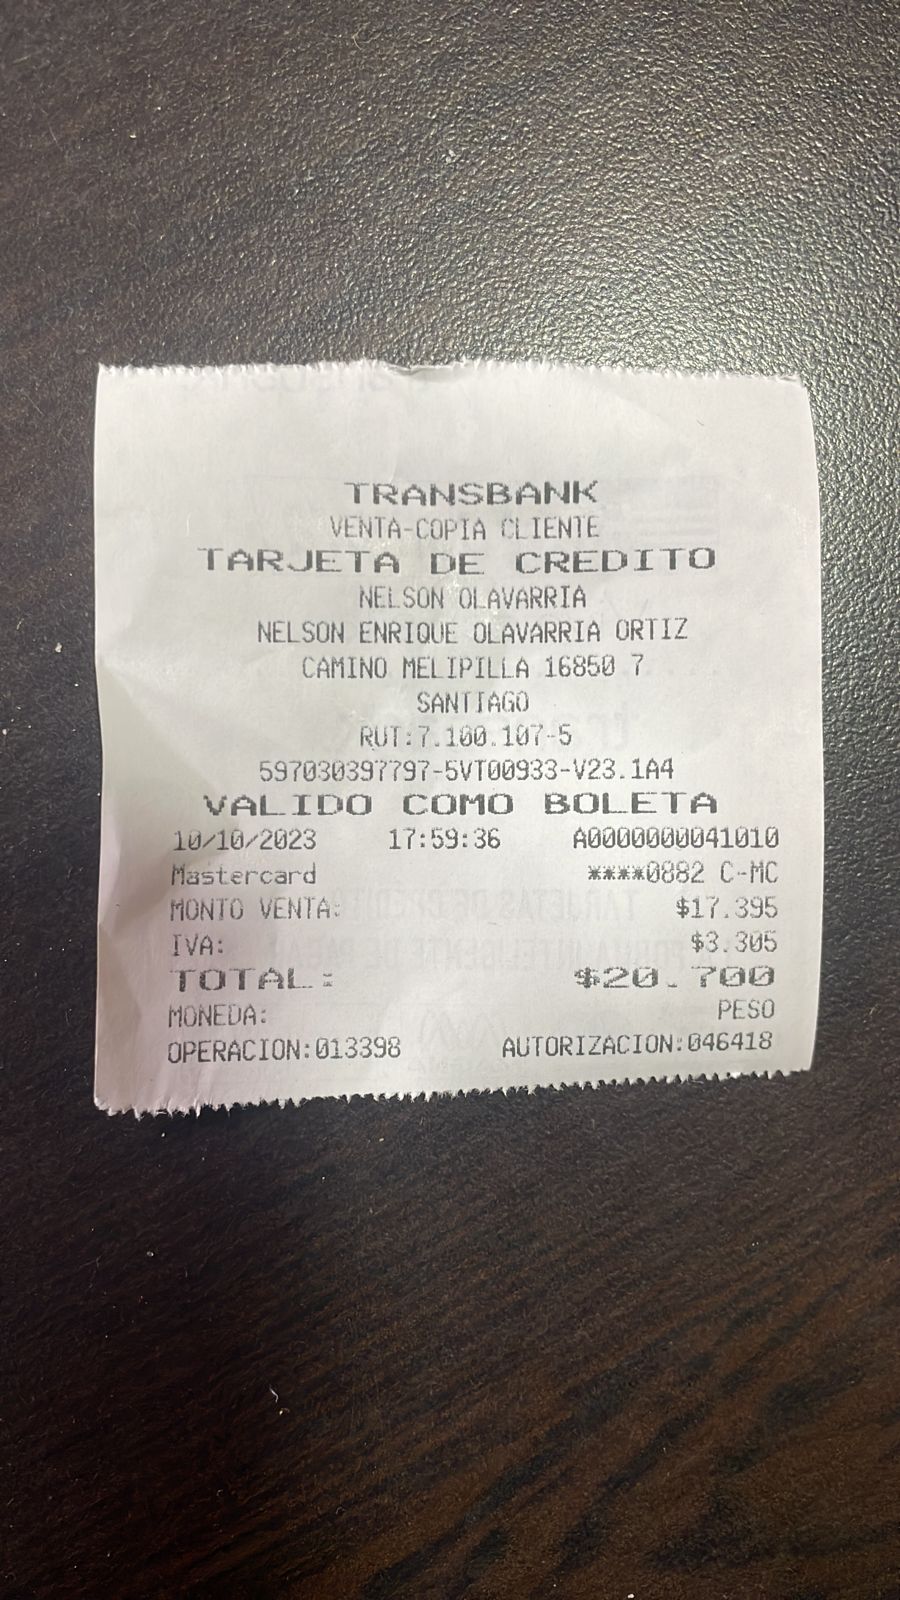 TRANSBANK
VENTA-COPIA CLIENTE
TARJETA DE CREDITO
NELSON OLAVARRIA
NELSON ENRIQUE OLAVARRIA ORTIZ
CAMINO MELIPILLA 16850 7
SANTIAGO
RUT:7.100.107-5
597030397797-5VT00933-V23.1A4
VALIDO COMO BOLETA
10/10/2023 17:59:36 A0000000041010
Mastercard ****0882 C-MC
MONTO VENTA: $17.395
IVA: $3.305
TOTAL: $20.700
MONEDA: PESO
OPERACION:013398 AUTORIZACION:046418